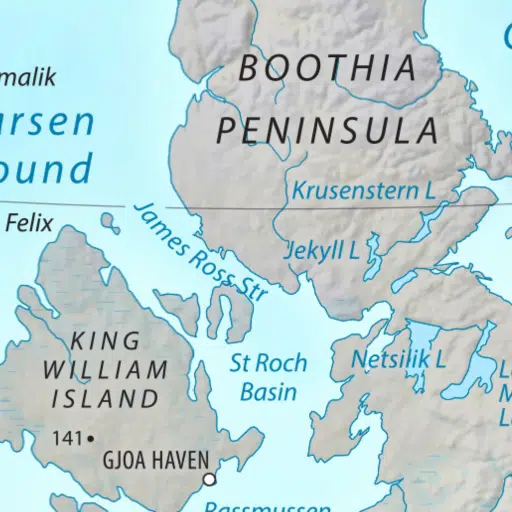 BOOTHIA
PENINSULA
malik
arsen
ound
Krusenstern L
Felix
James Ross Str
Jekyll L
KING
WILLIAM
ISLAND
St Roch
Basin
Netsilik L
141
GJOA HAVEN
Rasmussen